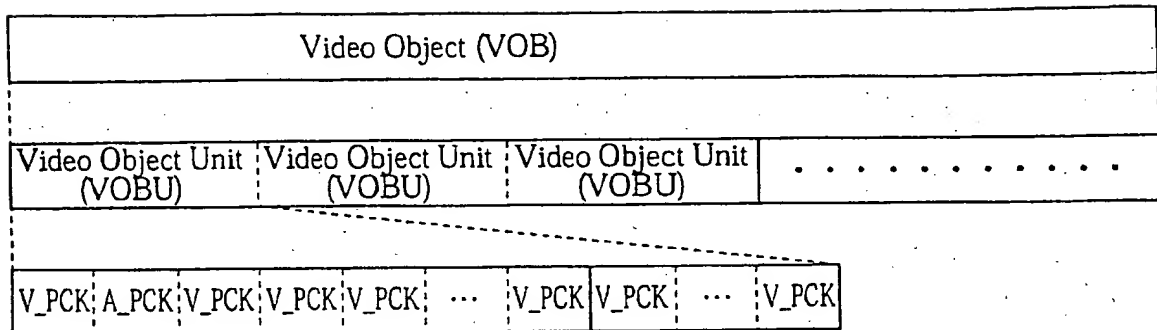 Video Object (VOB)
Video Object Unit Video Object Unit Video Object Unit
(VOBU) (VOBU) (VOBU) . . . . . . . . . . .
V_PCK A_PCK V_PCK V_PCK V_PCK ... V_PCK V_PCK ... V_PCK